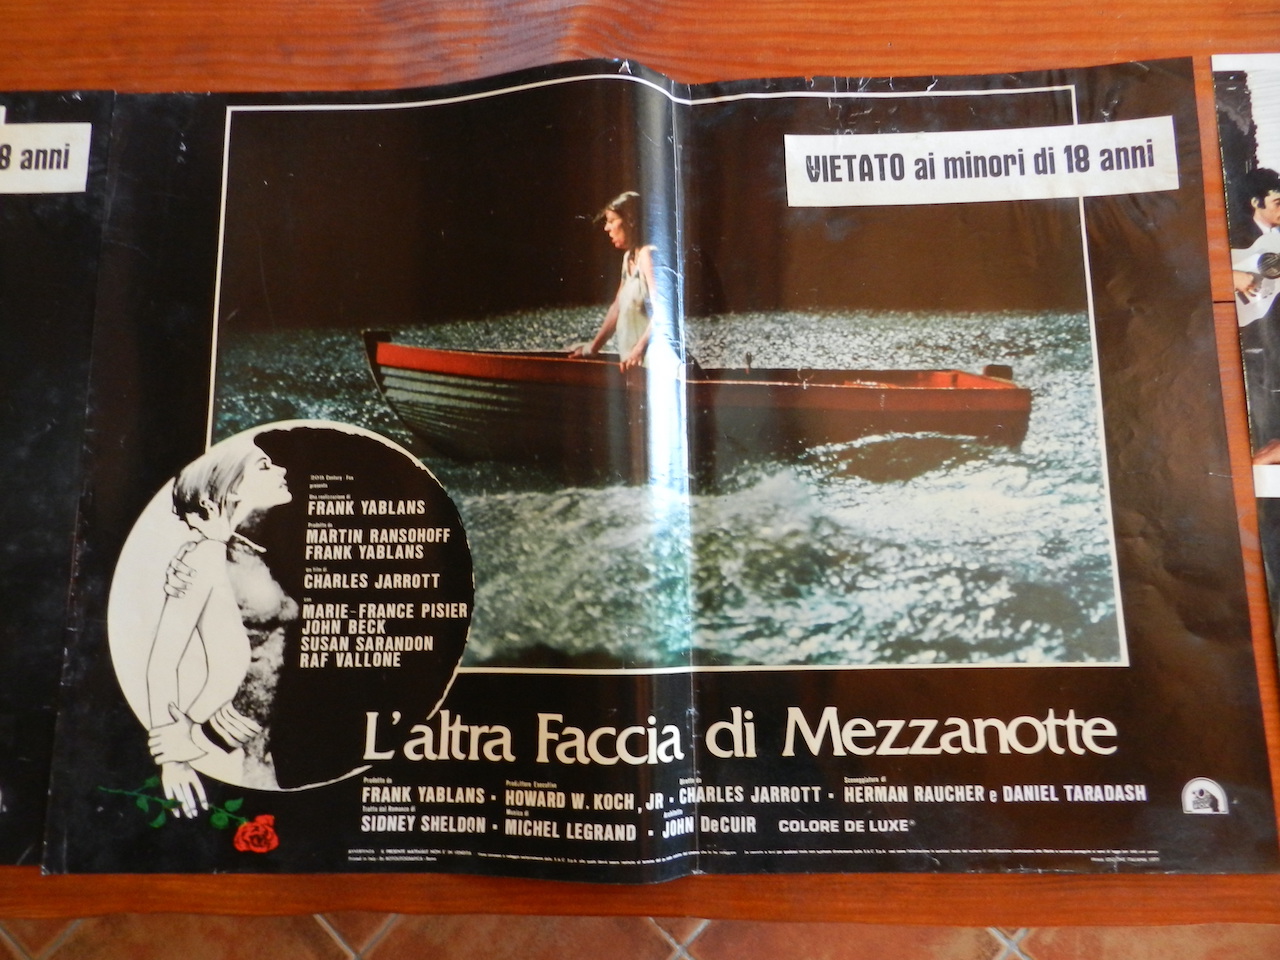 8 anni
VIETATO ai minori di 18 anni
presenta
Una realizzazione di
FRANK YABLANS
Prodotto da
MARTIN RANSOHOFF
FRANK YABLANS
un film di
CHARLES JARROTT
con
MARIE-FRANCE PISIER
JOHN BECK
SUSAN SARANDON
RAF VALLONE
L'altra Faccia di Mezzanotte
Prodotto da Produttore Esecutivo Diretto da Sceneggiatura di
FRANK YABLANS • HOWARD W. KOCH, JR • CHARLES JARROTT • HERMAN RAUCHER e DANIEL TARADASH
Tratto dal Romanzo di Musica di Architetto
SIDNEY SHELDON • MICHEL LEGRAND • JOHN DeCUIR COLORE DE LUXE®